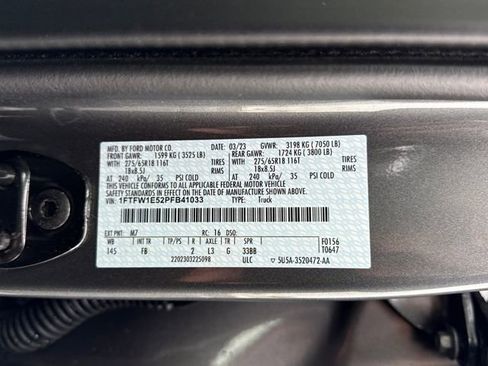 MFD. BY FORD MOTOR CO. DATE: 03/23 GVWR: 3198 KG ( 7050 LB)
FRONT GAWR: 1599 KG ( 3525 LB) REAR GAWR: 1724 KG ( 3800 LB)
WITH 275/65R18 116T TIRES WITH 275/65R18 116T TIRES
18x8.5J RIMS 18x8.5J RIMS
AT 240 kPa/ 35 PSI COLD AT 240 kPa/ 35 PSI COLD
THIS VEHICLE CONFORMS TO ALL APPLICABLE FEDERAL MOTOR VEHICLE
SAFETY STANDARDS IN EFFECT ON THE DATE OF MANUFACTURE SHOWN ABOVE.
VIN: 1FTFW1E52PFB41033 TYPE: Truck
EXT PNT: M7 RC: 16 DSO:
WB INT TR TP/PS R AXLE TR SPR F0156
145 FB 2 L3 G 33BB T0647
2202303225098 ULC 5U5A-3520472-AA